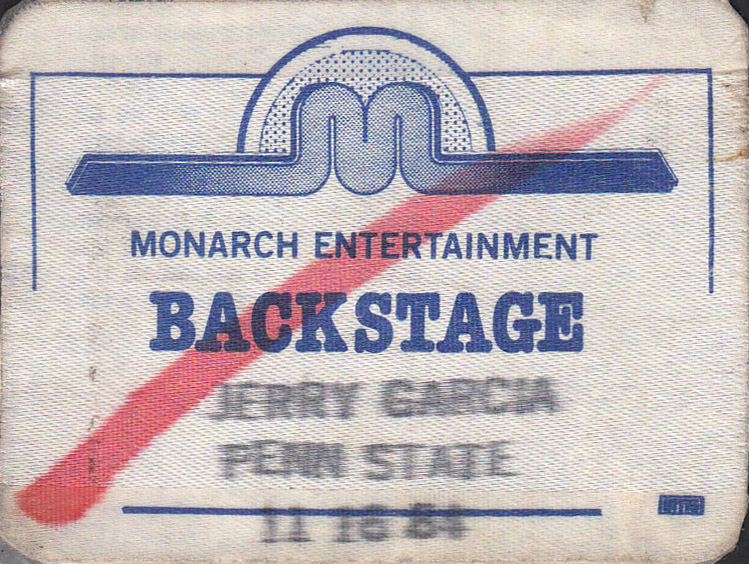 MONARCH ENTERTAINMENT
BACKSTAGE
JERRY GARCIA
PENN STATE
11 16 84